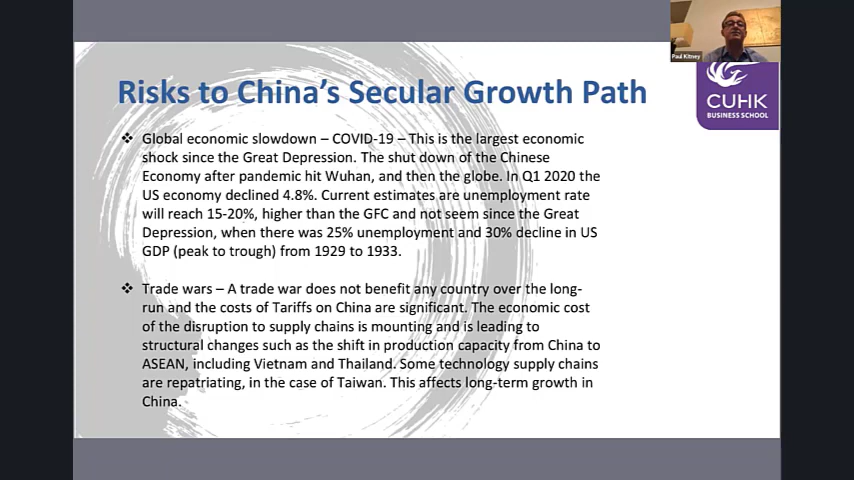 Paul Kitney
CUHK
BUSINESS SCHOOL
Risks to China's Secular Growth Path
❖ Global economic slowdown – COVID-19 – This is the largest economic
shock since the Great Depression. The shut down of the Chinese
Economy after pandemic hit Wuhan, and then the globe. In Q1 2020 the
US economy declined 4.8%. Current estimates are unemployment rate
will reach 15-20%, higher than the GFC and not seem since the Great
Depression, when there was 25% unemployment and 30% decline in US
GDP (peak to trough) from 1929 to 1933.
❖ Trade wars – A trade war does not benefit any country over the long-
run and the costs of Tariffs on China are significant. The economic cost
of the disruption to supply chains is mounting and is leading to
structural changes such as the shift in production capacity from China to
ASEAN, including Vietnam and Thailand. Some technology supply chains
are repatriating, in the case of Taiwan. This affects long-term growth in
China.